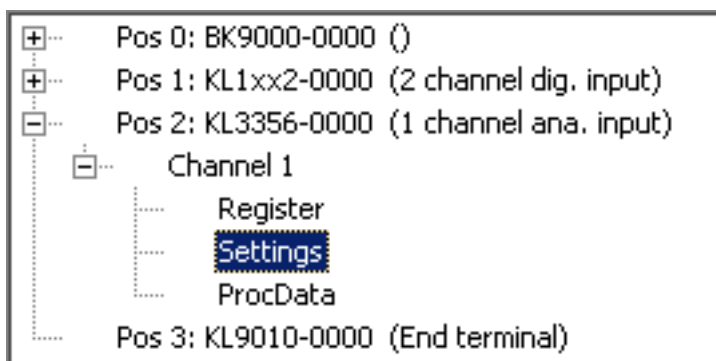 Pos 0: BK9000-0000 ()
Pos 1: KL1xx2-0000 (2 channel dig. input)
Pos 2: KL3356-0000 (1 channel ana. input)
Channel 1
Register
Settings
ProcData
Pos 3: KL9010-0000 (End terminal)